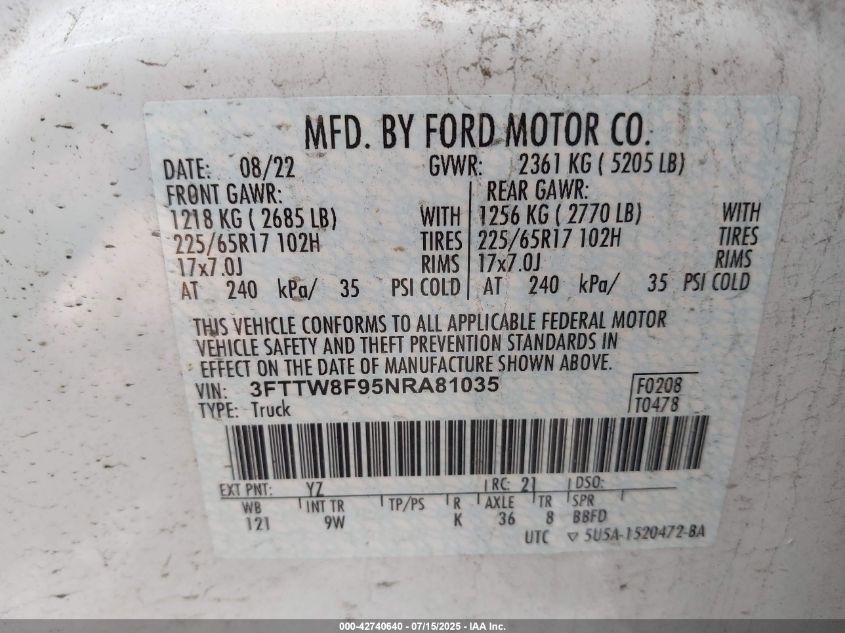 MFD. BY FORD MOTOR CO.
DATE: 08/22 GVWR: 2361 KG ( 5205 LB)
FRONT GAWR: REAR GAWR:
1218 KG ( 2685 LB) WITH 1256 KG ( 2770 LB) WITH
225/65R17 102H TIRES 225/65R17 102H TIRES
17x7.0J RIMS 17x7.0J RIMS
AT 240 kPa/ 35 PSI COLD AT 240 kPa/ 35 PSI COLD
THIS VEHICLE CONFORMS TO ALL APPLICABLE FEDERAL MOTOR
VEHICLE SAFETY AND THEFT PREVENTION STANDARDS IN
EFFECT ON THE DATE OF MANUFACTURE SHOWN ABOVE.
VIN: 3FTTW8F95NRA81035 F0208
TYPE: Truck T0478
EXT PNT: YZ RC: 21 DSO:
WB INT TR TP/PS R AXLE TR SPR
121 9W K 36 8 BBFD
UTC ▽ 5U5A-1520472-BA
000-42740640 - 07/15/2025 - IAA Inc.